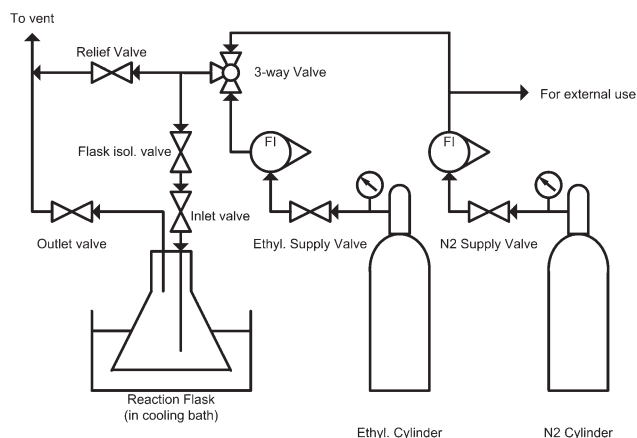 To vent
Relief Valve
3-way Valve
For external use
FI
FI
Flask isol. valve
Inlet valve
Outlet valve
Ethyl. Supply Valve
N2 Supply Valve
Reaction Flask
(in cooling bath)
Ethyl. Cylinder
N2 Cylinder